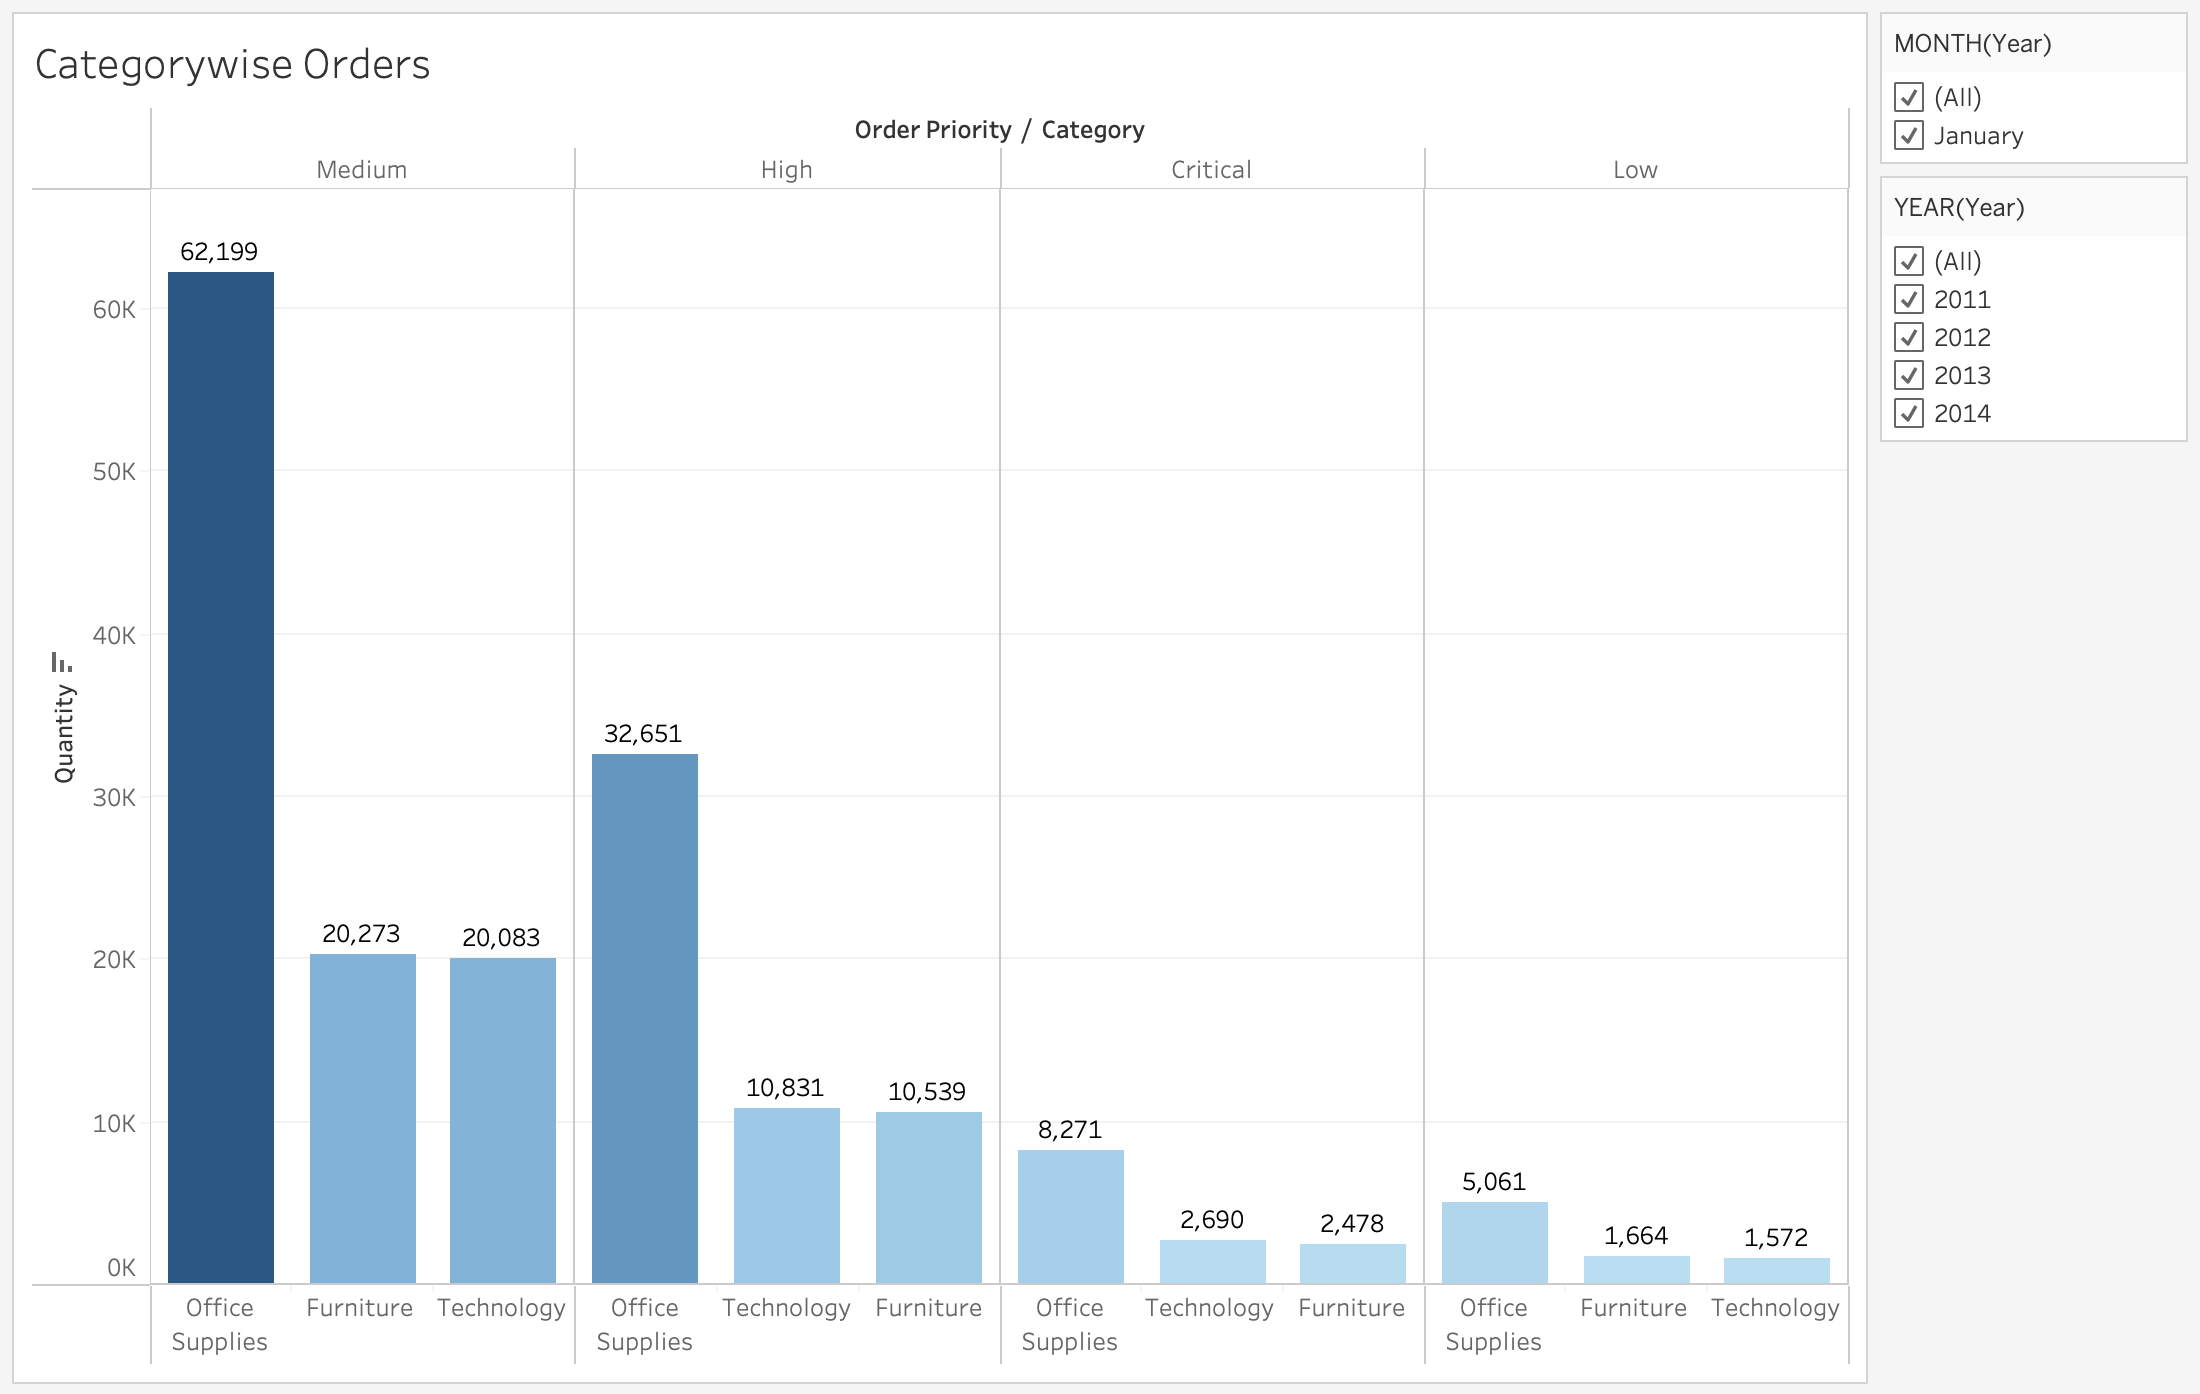 Categorywise Orders
Order Priority / Category
Medium High Critical Low
62,199
60K
50K
40K
Quantity
32,651
30K
20,273 20,083
20K
10,831 10,539
10K
8,271
5,061
2,690 2,478
1,664 1,572
0K
Office Supplies Furniture Technology Office Supplies Technology Furniture Office Supplies Technology Furniture Office Supplies Furniture Technology
MONTH(Year)
(All)
January
YEAR(Year)
(All)
2011
2012
2013
2014